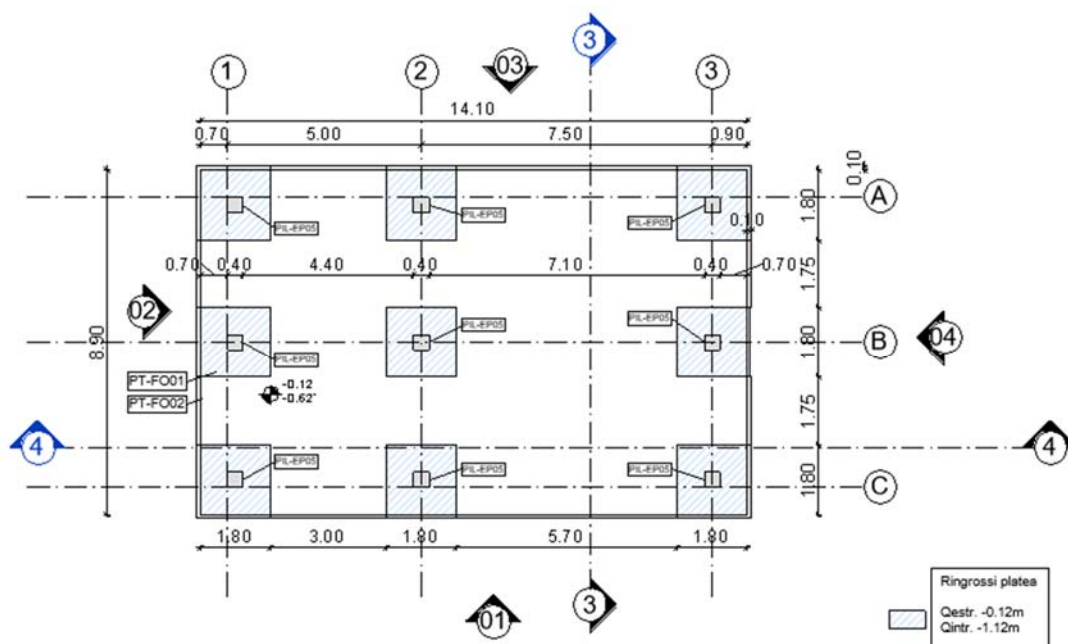 3
1
2
03
3
14.10
0.70
5.00
7.50
0.90
0.10
A
1.80
PIL-EP05
PIL-EP05
PIL-EP05
0.10
0.70
0.40
4.40
0.40
7.10
0.40
0.70
1.75
02
8.90
PIL-EP05
PIL-EP05
PIL-EP05
1.80
B
04
PT-FO01
PT-FO02
-0.12
-0.62
1.75
4
4
PIL-EP05
PIL-EP05
PIL-EP05
1.80
C
1.80
3.00
1.80
5.70
1.80
01
3
Ringrossi platea
Qestr. -0.12m
Qintr. -1.12m